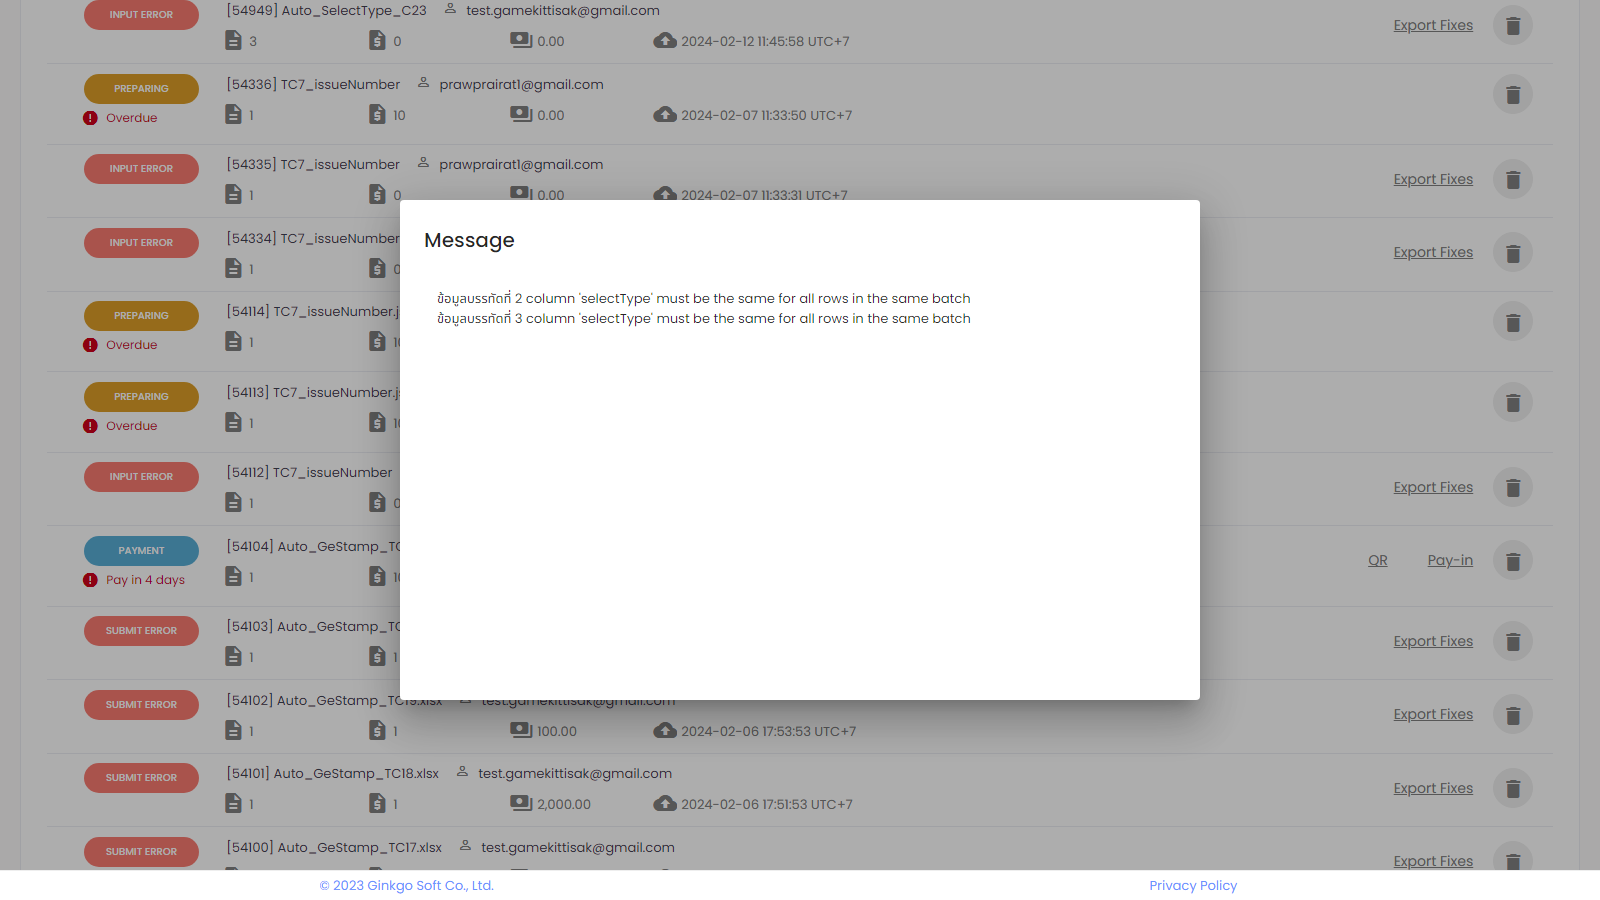 INPUT ERROR [54949] Auto_SelectType_C23 test.gamekittisak@gmail.com Export Fixes
3 0 0.00 2024-02-12 11:45:58 UTC+7
PREPARING [54336] TC7_issueNumber prawprairat1@gmail.com
Overdue 1 10 0.00 2024-02-07 11:33:50 UTC+7
INPUT ERROR [54335] TC7_issueNumber prawprairat1@gmail.com Export Fixes
1 0 0.00 2024-02-07 11:33:31 UTC+7
Message
ข้อมูลบรรทัดที่ 2 column 'selectType' must be the same for all rows in the same batch
ข้อมูลบรรทัดที่ 3 column 'selectType' must be the same for all rows in the same batch
INPUT ERROR [54334] TC7_issueNumber Export Fixes
1 0
PREPARING [54114] TC7_issueNumber.j
Overdue 1
PREPARING [54113] TC7_issueNumber.j
Overdue 1
INPUT ERROR [54112] TC7_issueNumber Export Fixes
1 0
PAYMENT [54104] Auto_GeStamp_TC QR Pay-in
Pay in 4 days 1
SUBMIT ERROR [54103] Auto_GeStamp_TC Export Fixes
1 1
SUBMIT ERROR [54102] Auto_GeStamp_TC19.xlsx test.gamekittisak@gmail.com Export Fixes
1 1 100.00 2024-02-06 17:53:53 UTC+7
SUBMIT ERROR [54101] Auto_GeStamp_TC18.xlsx test.gamekittisak@gmail.com Export Fixes
1 1 2,000.00 2024-02-06 17:51:53 UTC+7
SUBMIT ERROR [54100] Auto_GeStamp_TC17.xlsx test.gamekittisak@gmail.com Export Fixes
© 2023 Ginkgo Soft Co., Ltd. Privacy Policy